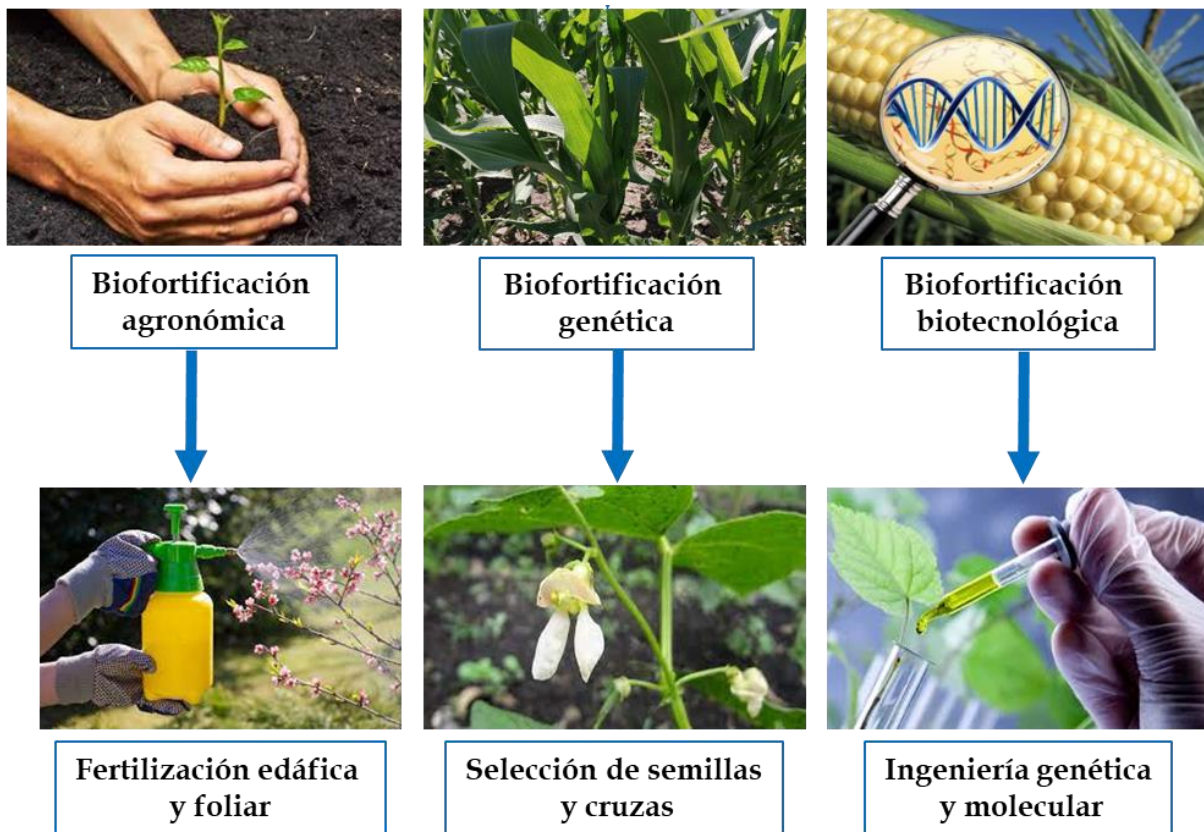 Biofortificación
agronómica
Biofortificación
genética
Biofortificación
biotecnológica
Fertilización edáfica
y foliar
Selección de semillas
y cruzas
Ingeniería genética
y molecular